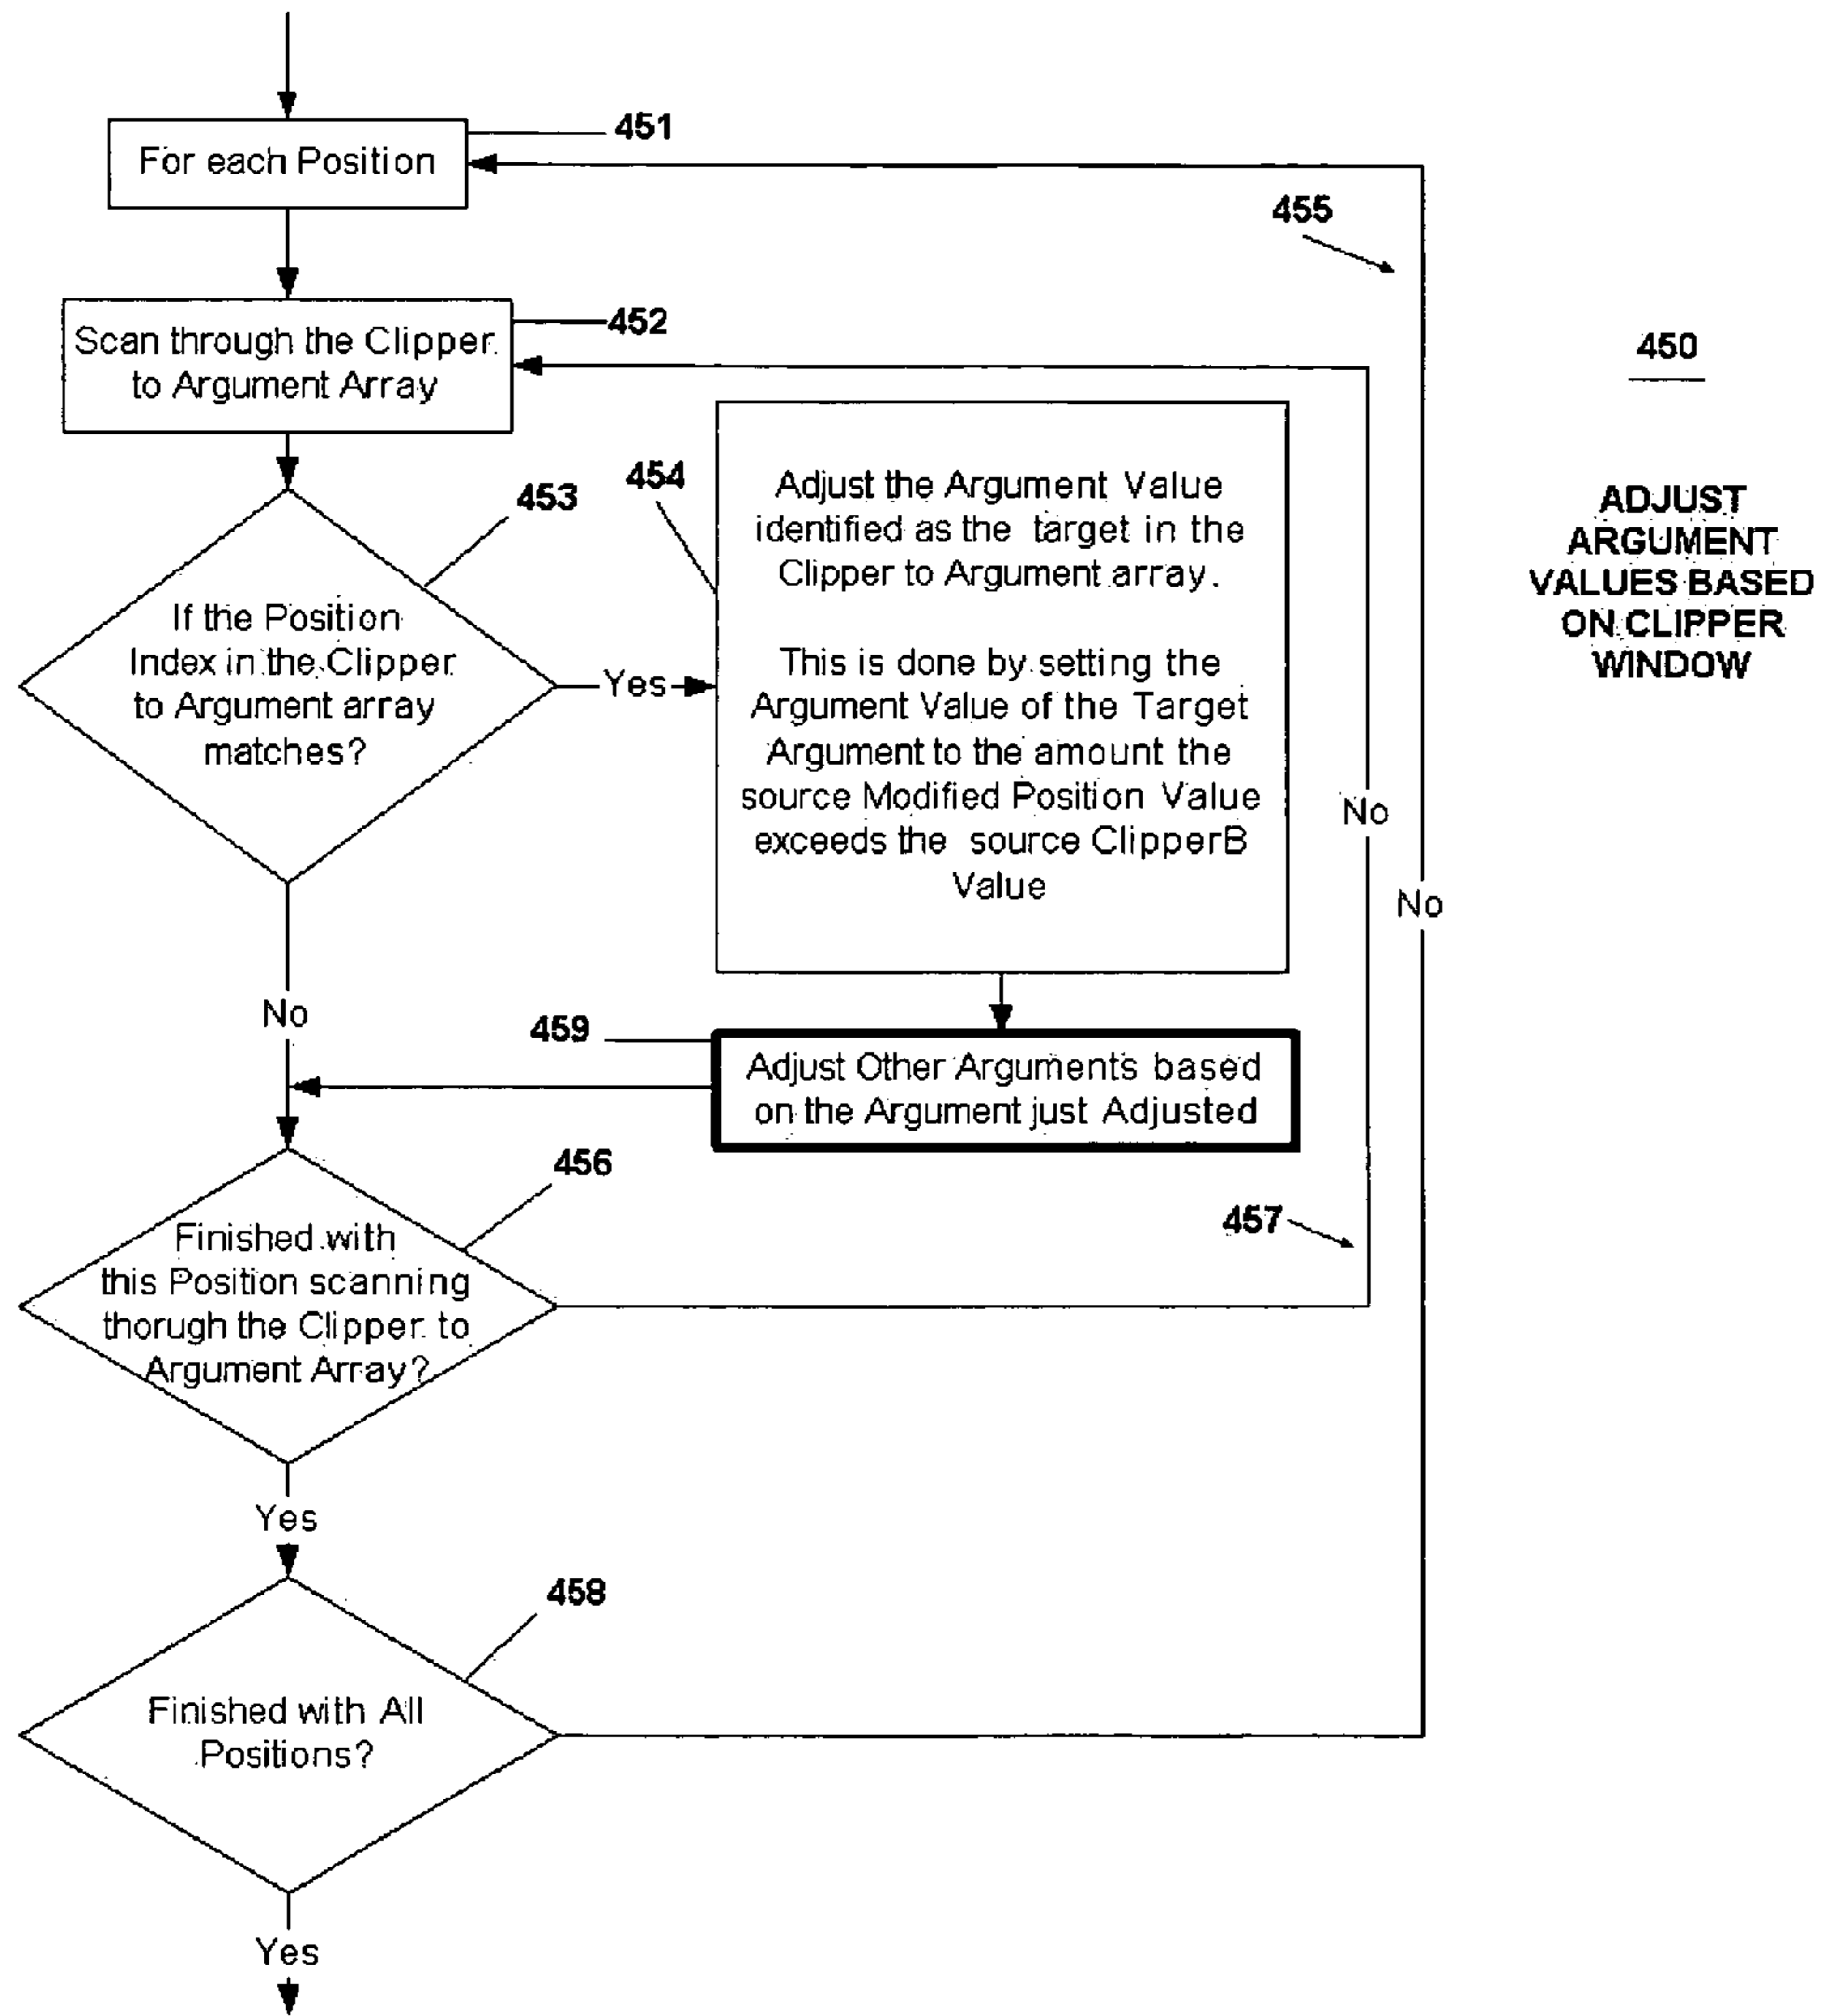 451
For each Position
455
452
Scan through the Clipper
to Argument Array
450
ADJUST
ARGUMENT
VALUES BASED
ON CLIPPER
WINDOW
453
If the Position
Index in the Clipper
to Argument array
matches?
Yes
454
Adjust the Argument Value
identified as the target in the
Clipper to Argument array.
This is done by setting the
Argument Value of the Target
Argument to the amount the
source Modified Position Value
exceeds the source ClipperB
Value
No
No
No
459
Adjust Other Arguments based
on the Argument just Adjusted
456
Finished with
this Position scanning
thorugh the Clipper to
Argument Array?
457
Yes
458
Finished with All
Positions?
Yes